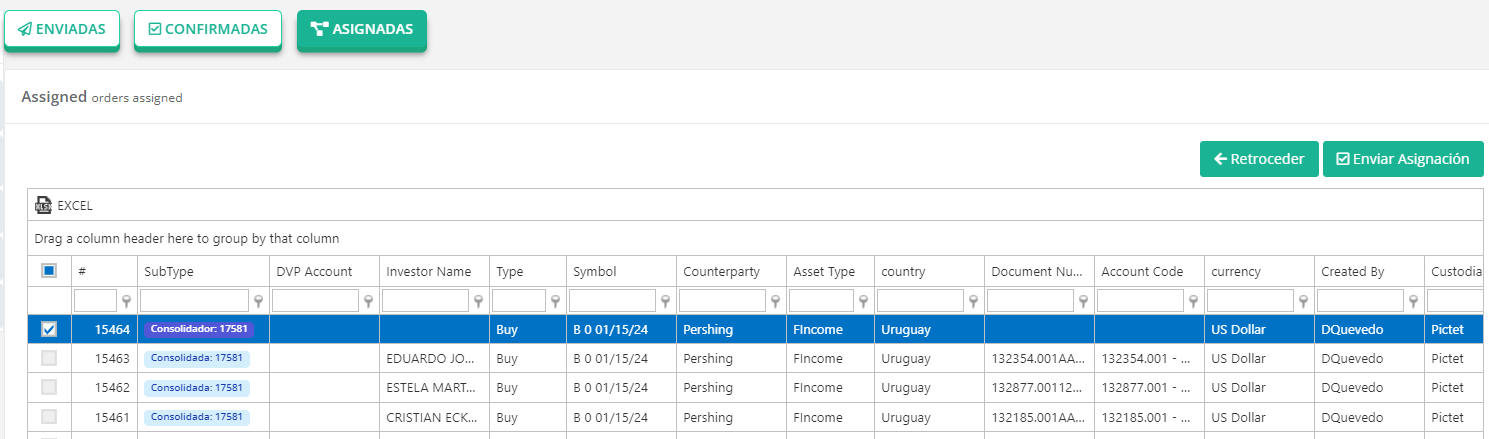 ENVIADAS CONFIRMADAS ASIGNADAS
Assigned orders assigned
Retroceder Enviar Asignación
EXCEL
Drag a column header here to group by that column
# SubType DVP Account Investor Name Type Symbol Counterparty Asset Type country Document Nu... Account Code currency Created By Custodia
15464 Consolidador: 17581 Buy B 0 01/15/24 Pershing FIncome Uruguay US Dollar DQuevedo Pictet
15463 Consolidada: 17581 EDUARDO JO... Buy B 0 01/15/24 Pershing FIncome Uruguay 132354.001AA... 132354.001 - ... US Dollar DQuevedo Pictet
15462 Consolidada: 17581 ESTELA MART... Buy B 0 01/15/24 Pershing FIncome Uruguay 132877.00112... 132877.001 - ... US Dollar DQuevedo Pictet
15461 Consolidada: 17581 CRISTIAN ECK... Buy B 0 01/15/24 Pershing FIncome Uruguay 132185.001AA... 132185.001 - ... US Dollar DQuevedo Pictet